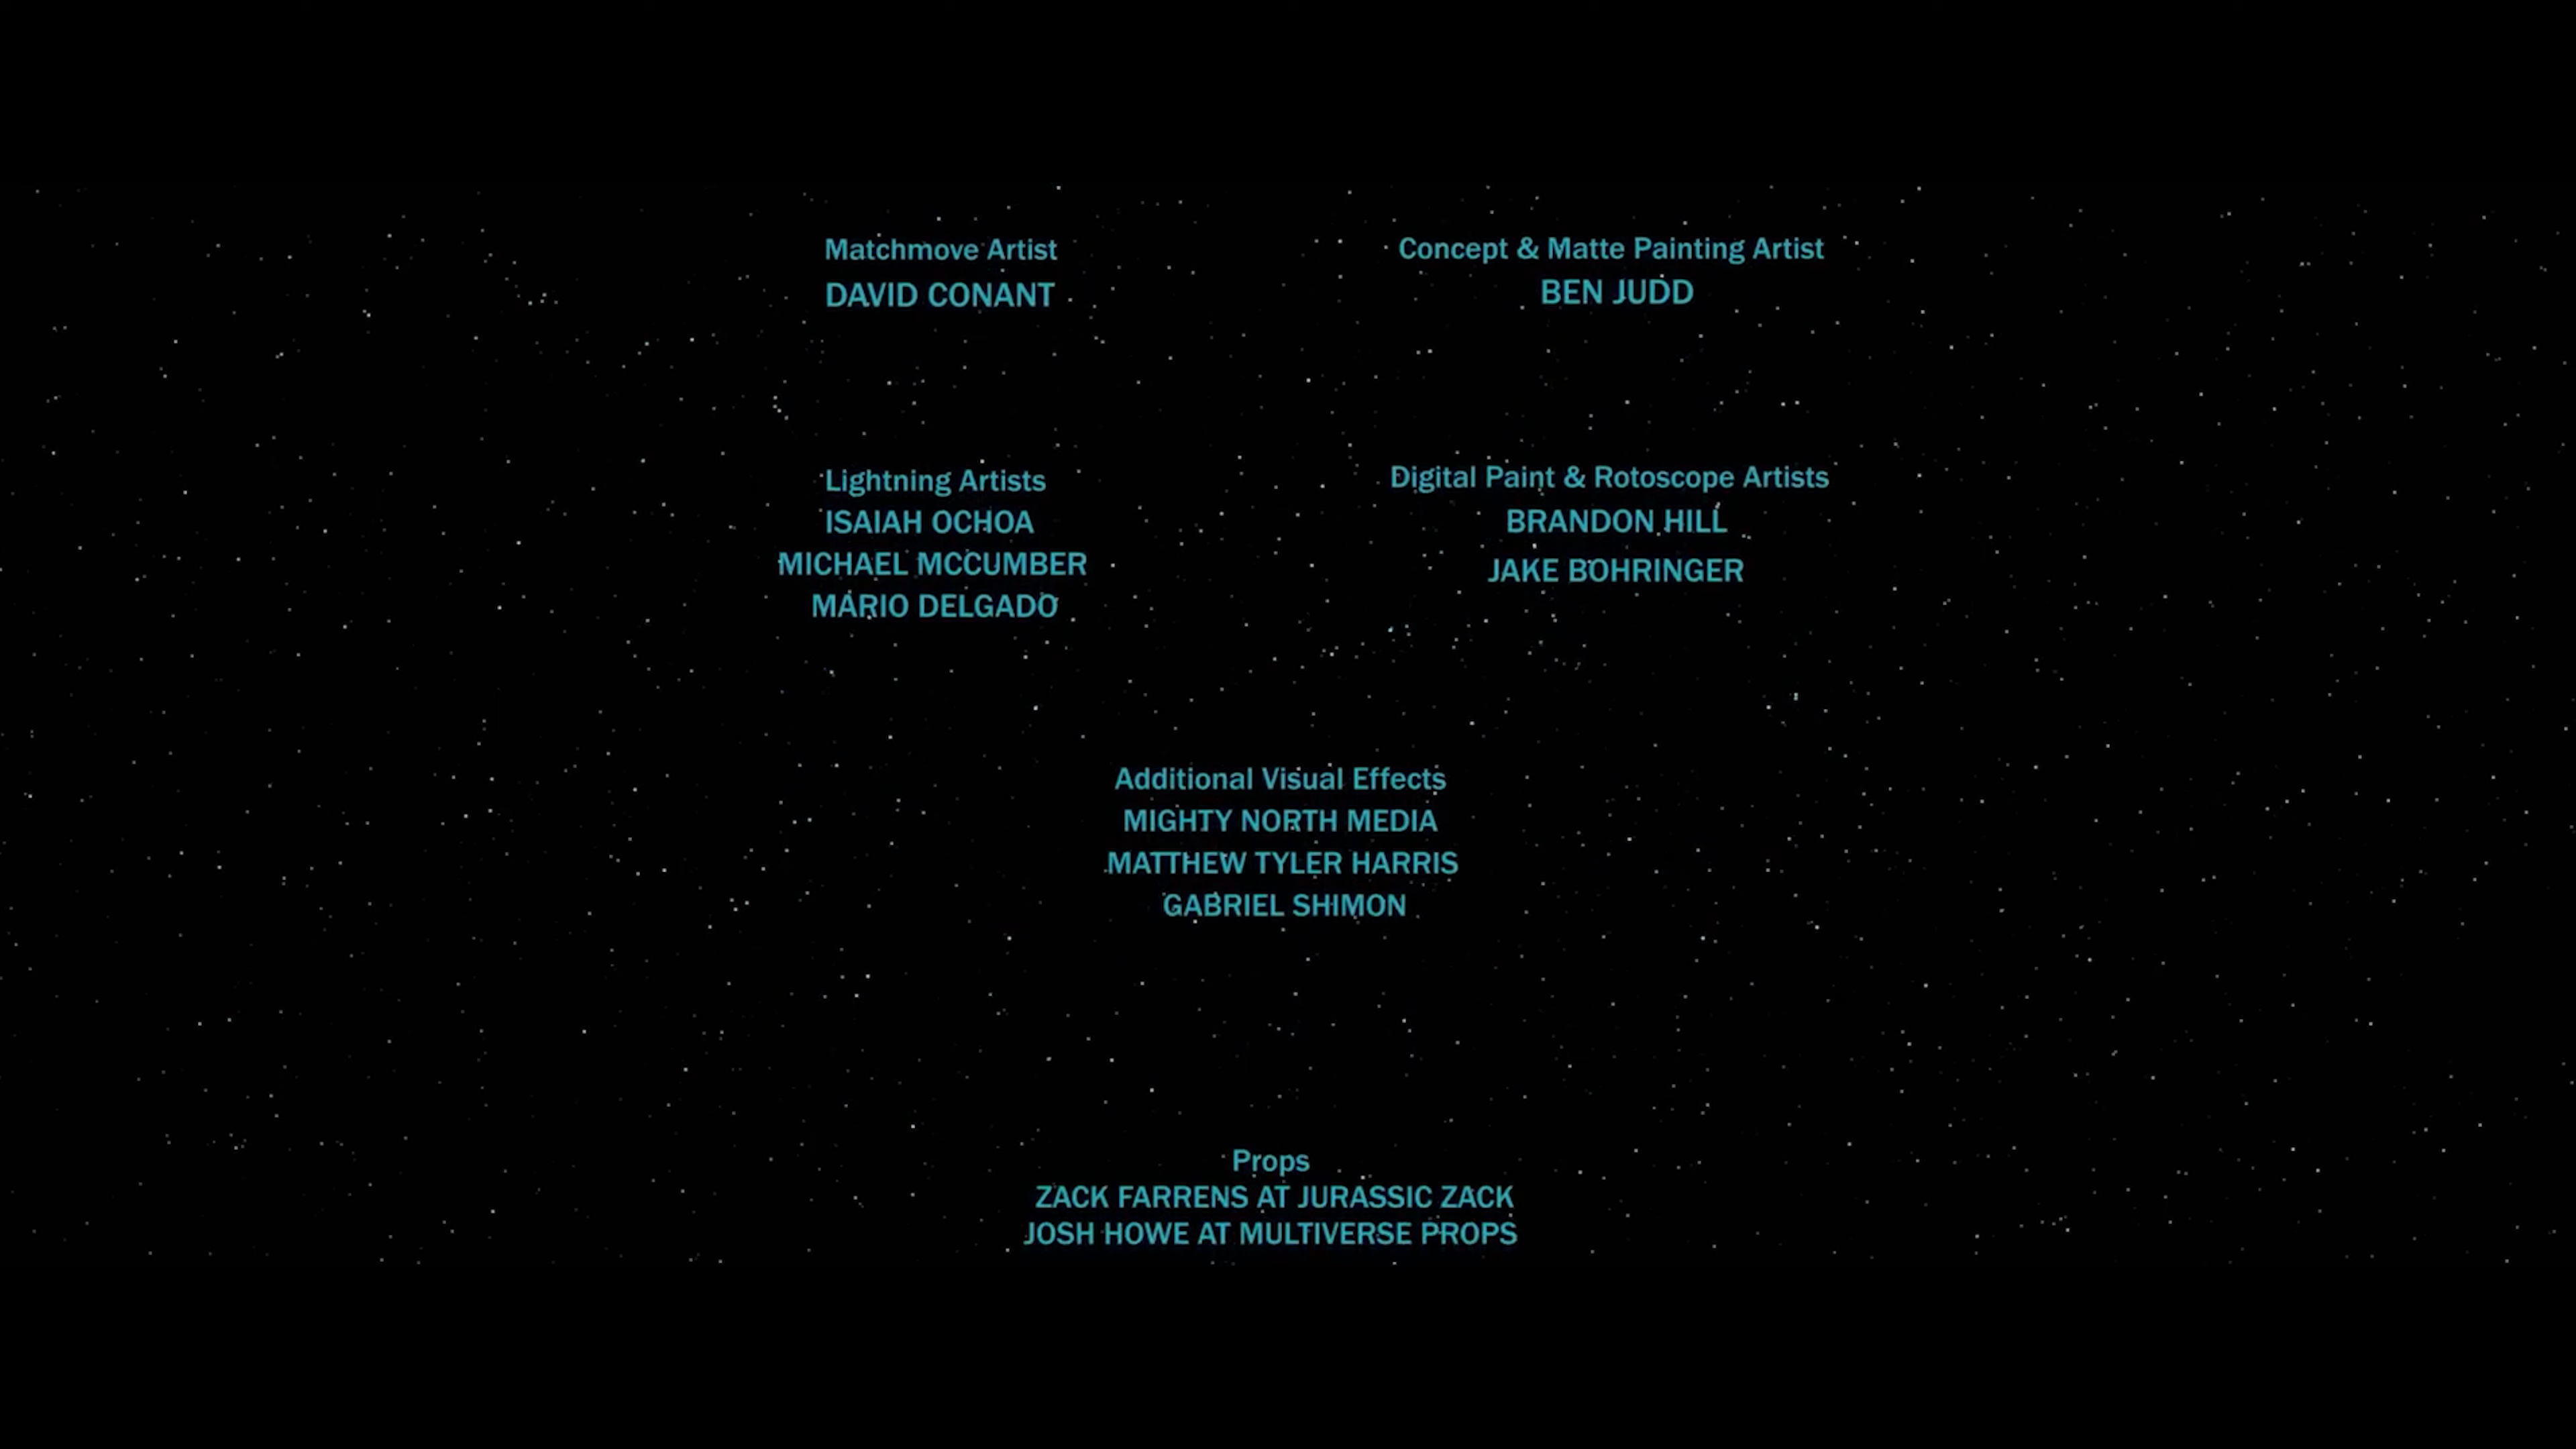 Matchmove Artist
DAVID CONANT
Concept & Matte Painting Artist
BEN JUDD
Lightning Artists
ISAIAH OCHOA
MICHAEL MCCUMBER
MARIO DELGADO
Digital Paint & Rotoscope Artists
BRANDON HILL
JAKE BOHRINGER
Additional Visual Effects
MIGHTY NORTH MEDIA
MATTHEW TYLER HARRIS
GABRIEL SHIMON
Props
ZACK FARRENS AT JURASSIC ZACK
JOSH HOWE AT MULTIVERSE PROPS